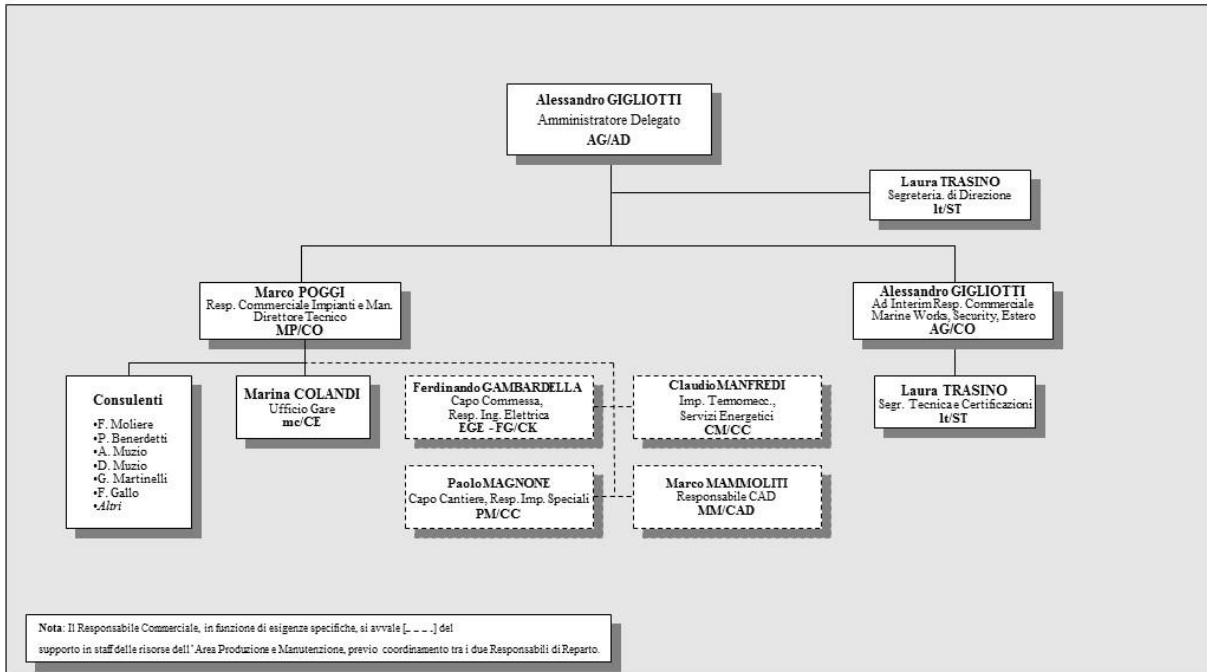 Alessandro GIGLIOTTI
Amministratore Delegato
AG/AD
Laura TRASINO
Segreteria. di Direzione
lt/ST
Marco POGGI
Resp. Commerciale Impianti e Man.
Direttore Tecnico
MP/CO
Alessandro GIGLIOTTI
Ad Interim Resp. Commerciale
Marine Works, Security, Estero
AG/CO
Consulenti
•F. Moliere
•P. Benerdetti
•A. Muzio
•D. Muzio
•G. Martinelli
•F. Gallo
•Altri
Marina COLANDI
Ufficio Gare
mc/CE
Ferdinando GAMBARDELLA
Capo Commessa,
Resp. Ing. Elettrica
EGE - FG/CK
Claudio MANFREDI
Imp. Termomecc.,
Servizi Energetici
CM/CC
Laura TRASINO
Segr. Tecnica e Certificazioni
lt/ST
Paolo MAGNONE
Capo Cantiere, Resp. Imp. Speciali
PM/CC
Marco MAMMOLITI
Responsabile CAD
MM/CAD
Nota: Il Responsabile Commerciale, in funzione di esigenze specifiche, si avvale [_ _ _ _] del
supporto in staff delle risorse dell'Area Produzione e Manutenzione, previo coordinamento tra i due Responsabili di Reparto.